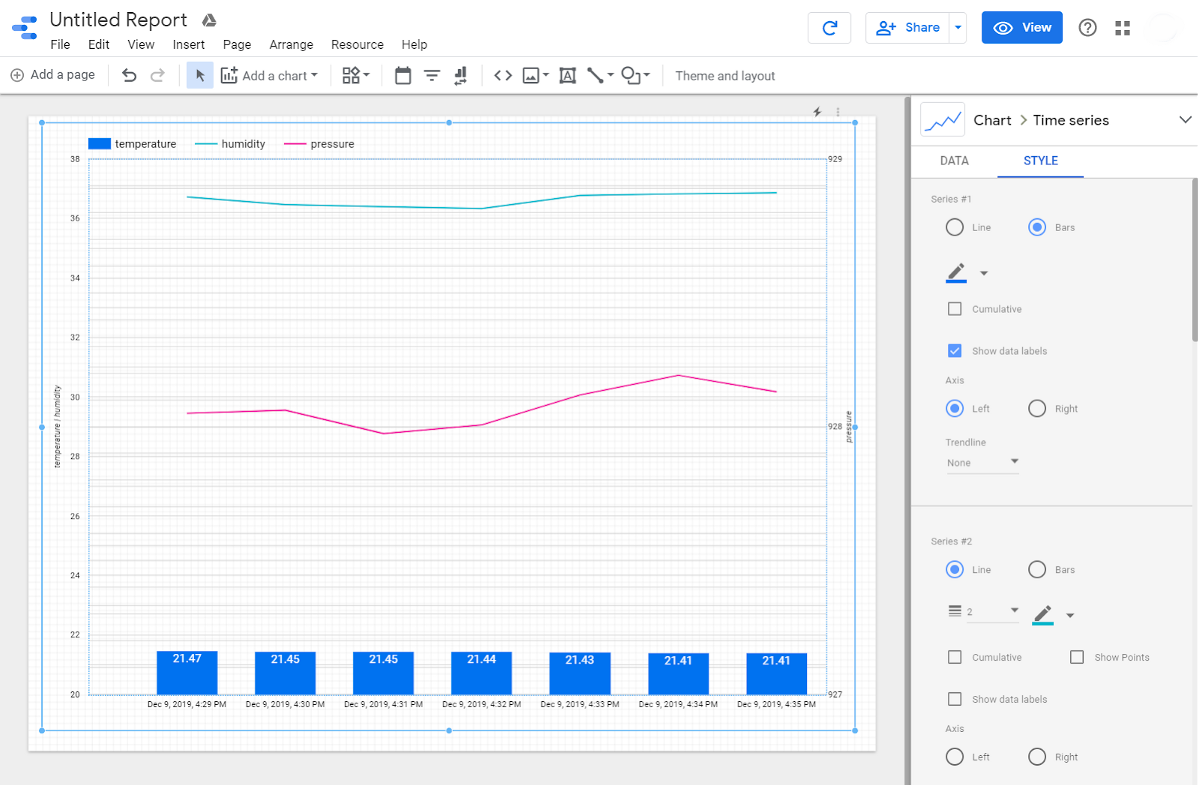 Untitled Report
File Edit View Insert Page Arrange Resource Help
Share
View
Add a page
Add a chart
Theme and layout
temperature humidity pressure
38
36
34
32
30
28
26
24
22
20
temperature / humidity
929
928
927
pressure
21.47 21.45 21.45 21.44 21.43 21.41 21.41
Dec 9, 2019, 4:29 PM Dec 9, 2019, 4:30 PM Dec 9, 2019, 4:31 PM Dec 9, 2019, 4:32 PM Dec 9, 2019, 4:33 PM Dec 9, 2019, 4:34 PM Dec 9, 2019, 4:35 PM
Chart > Time series
DATA STYLE
Series #1
Line Bars
Cumulative
Show data labels
Axis
Left Right
Trendline
None
Series #2
Line Bars
2
Cumulative Show Points
Show data labels
Axis
Left Right